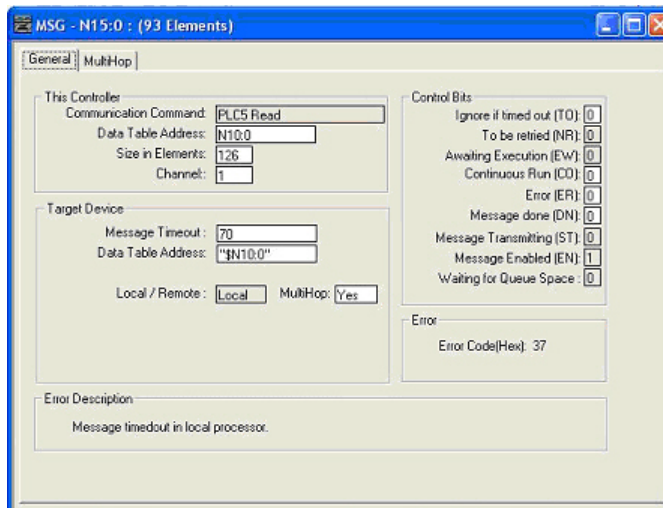 MSG - N15:0 : (93 Elements)
General MultiHop
This Controller
Communication Command: PLC5 Read
Data Table Address: N10:0
Size in Elements: 126
Channel: 1
Target Device
Message Timeout : 70
Data Table Address: "$N10:0"
Local / Remote : Local MultiHop: Yes
Control Bits
Ignore if timed out (TO): 0
To be retried (NR): 0
Awaiting Execution (EW): 0
Continuous Run (CO): 0
Error (ER): 0
Message done (DN): 0
Message Transmitting (ST): 0
Message Enabled (EN): 1
Waiting for Queue Space : 0
Error
Error Code(Hex): 37
Error Description
Message timedout in local processor.